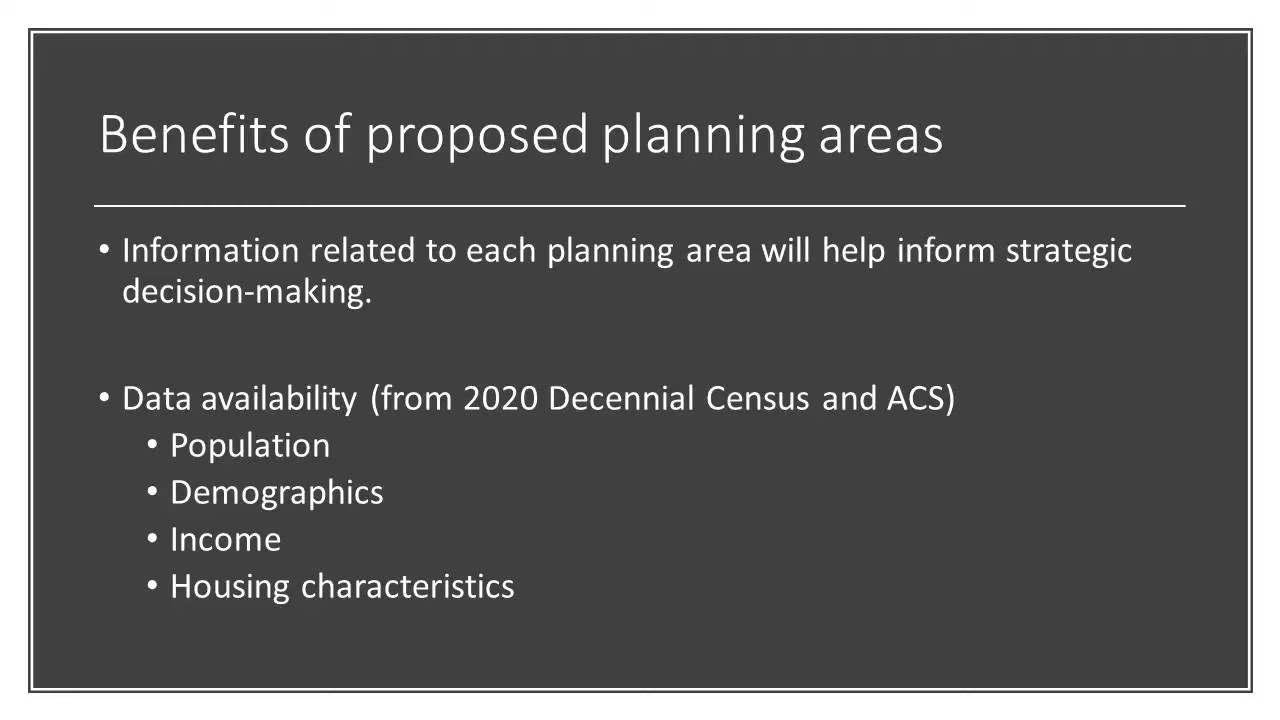 Benefits of proposed planning areas
• Information related to each planning area will help inform strategic
decision-making.
• Data availability (from 2020 Decennial Census and ACS)
• Population
• Demographics
• Income
• Housing characteristics